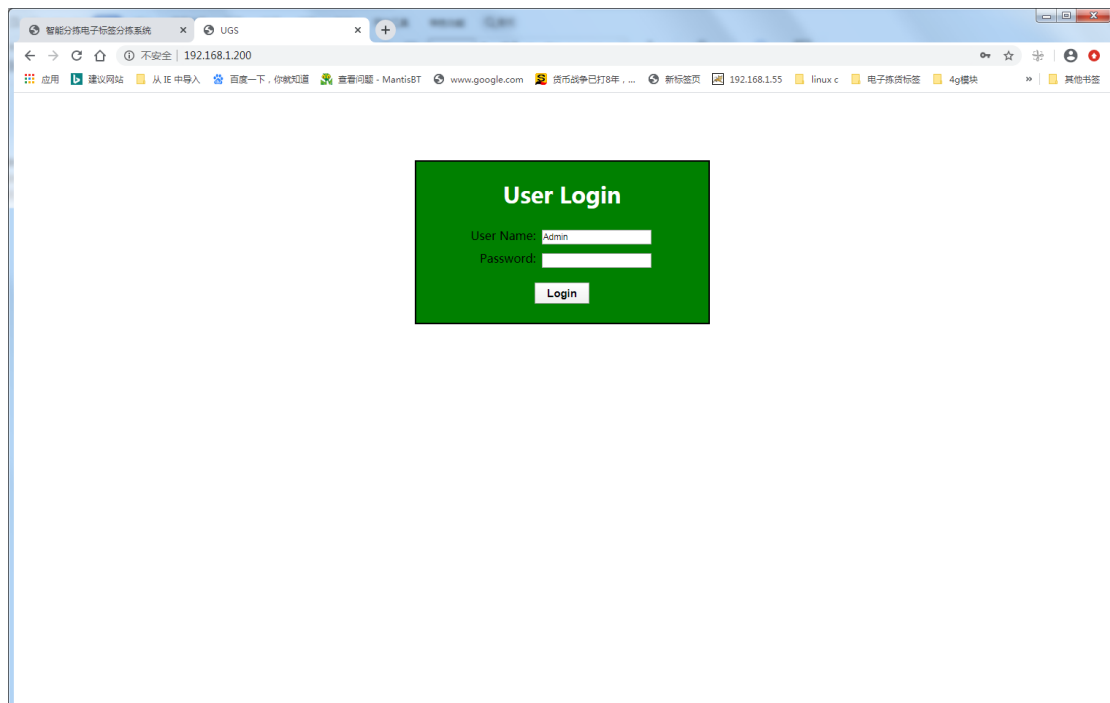 智能分拣电子标签分拣系统 UGS
不安全 192.168.1.200
应用 建议网站 从 IE 中导入 百度一下，你就知道 查看问题 - MantisBT www.google.com 货币战争已打8年，... 新标签页 192.168.1.55 linux c 电子拣货标签 4g模块 » 其他书签
User Login
User Name: Admin
Password:
Login